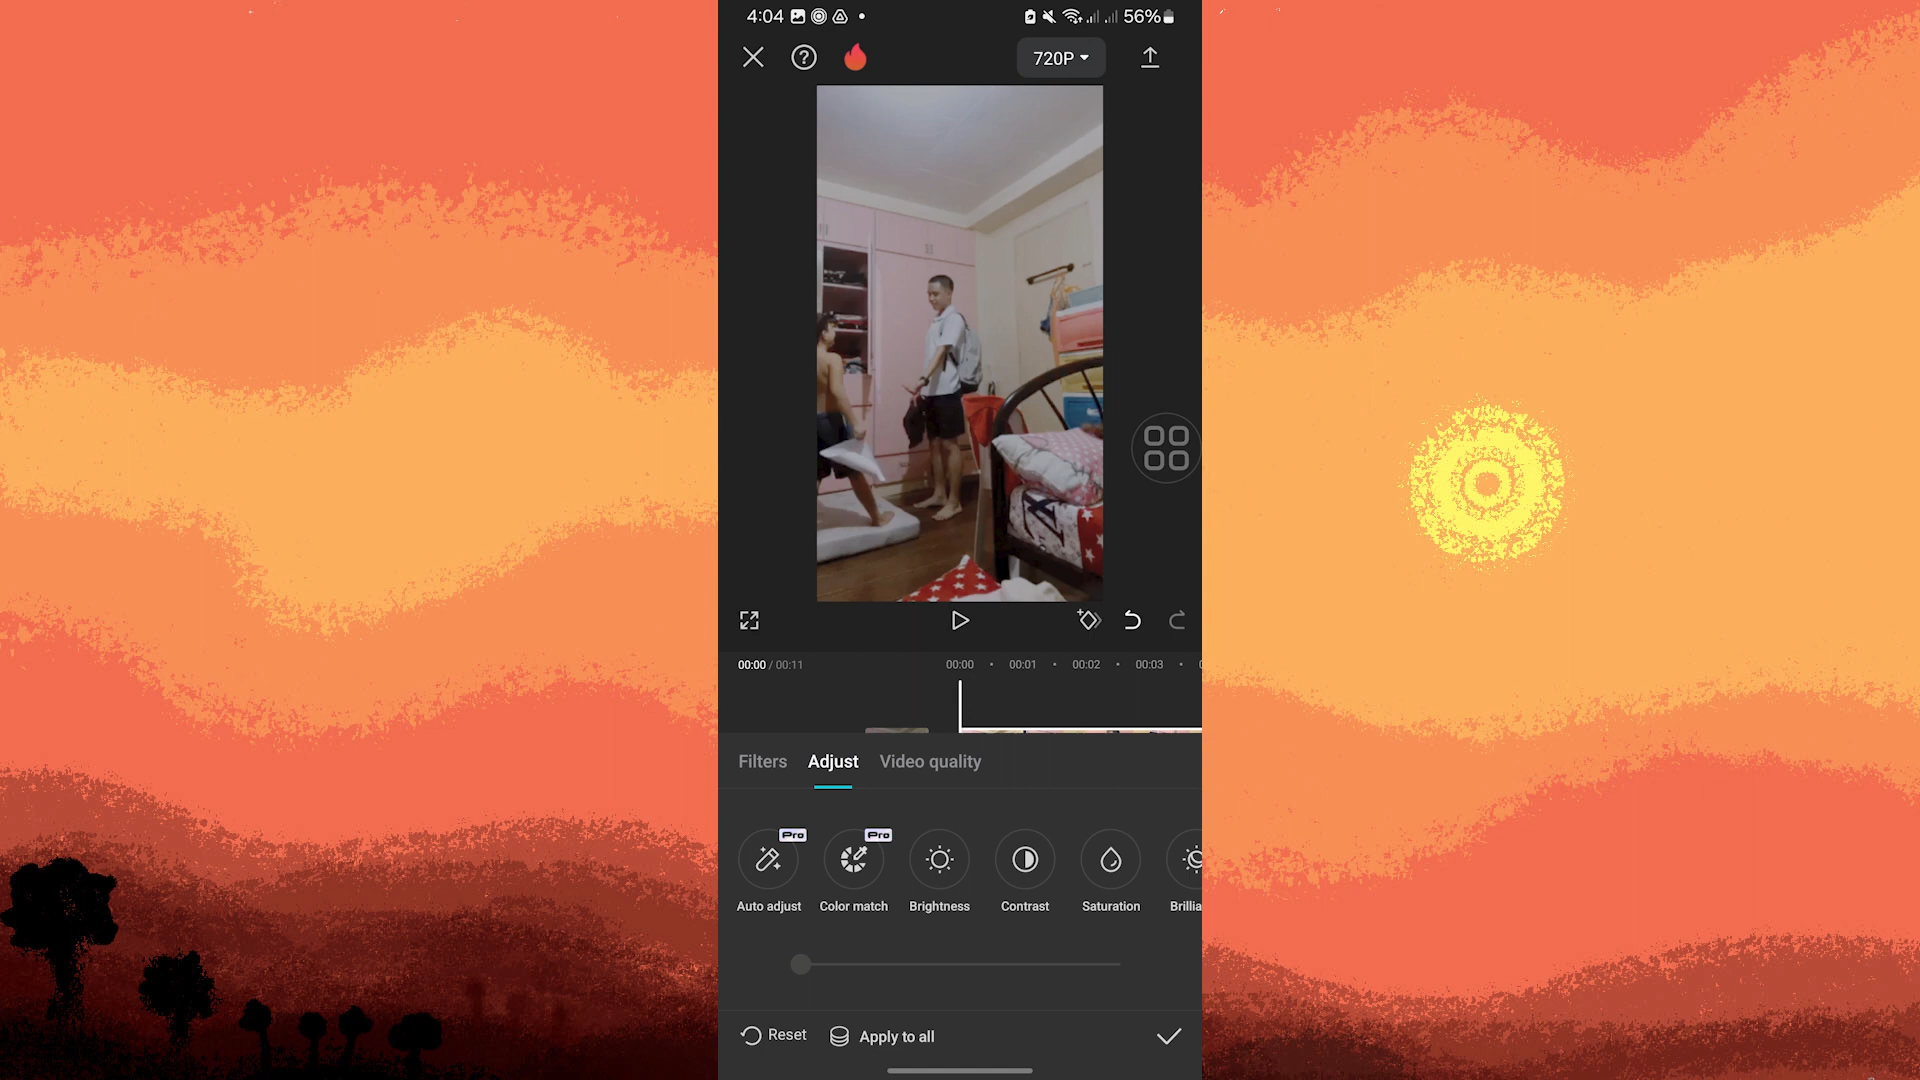 4:04 56%
720P
00:00 / 00:11 00:00 00:01 00:02 00:03
Filters Adjust Video quality
Pro Pro
Auto adjust Color match Brightness Contrast Saturation Brillia
Reset Apply to all